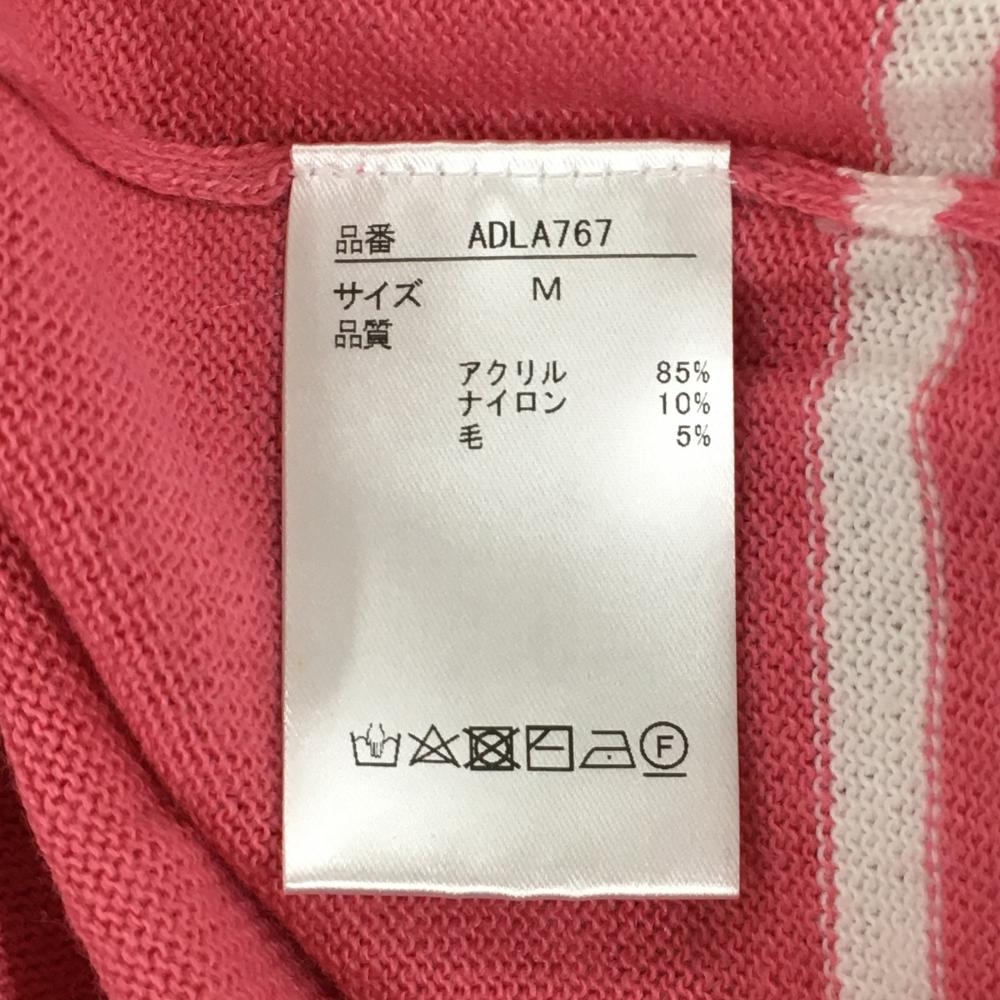 品番 ADLA767
サイズ M
品質
アクリル 85%
ナイロン 10%
毛 5%
F